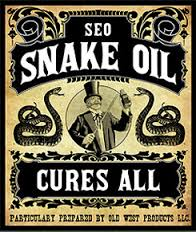 SEO
SNAKE OIL
CURES ALL
PARTICULARY PREPARED BY OLD WEST PRODUCTS LLC.